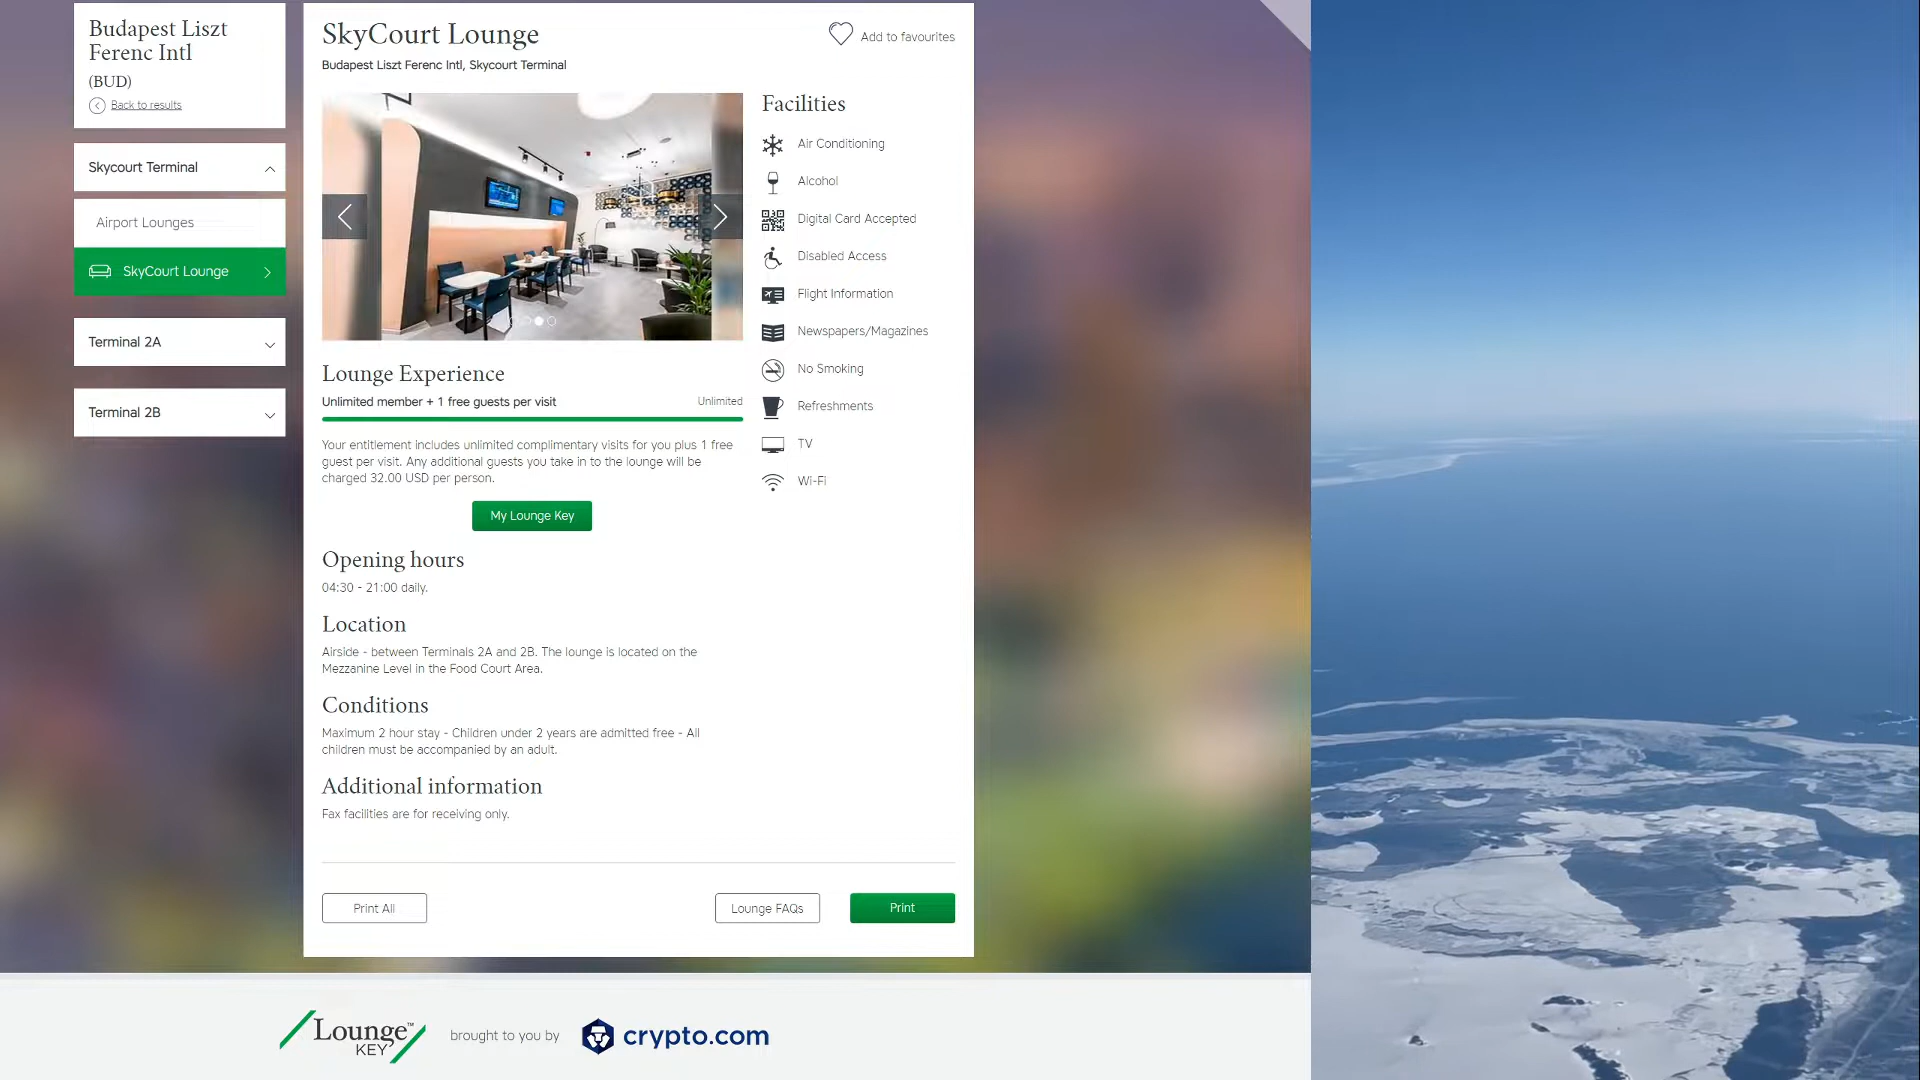 Budapest Liszt
Ferenc Intl
(BUD)
Back to results
Skycourt Terminal
Airport Lounges
SkyCourt Lounge
Terminal 2A
Terminal 2B
SkyCourt Lounge
Add to favourites
Budapest Liszt Ferenc Intl, Skycourt Terminal
Facilities
Air Conditioning
Alcohol
Digital Card Accepted
Disabled Access
Flight Information
Newspapers/Magazines
No Smoking
Refreshments
TV
Wi-Fi
Lounge Experience
Unlimited member + 1 free guests per visit
Unlimited
Your entitlement includes unlimited complimentary visits for you plus 1 free
guest per visit. Any additional guests you take in to the lounge will be
charged 32.00 USD per person.
My Lounge Key
Opening hours
04:30 - 21:00 daily.
Location
Airside - between Terminals 2A and 2B. The lounge is located on the
Mezzanine Level in the Food Court Area.
Conditions
Maximum 2 hour stay - Children under 2 years are admitted free - All
children must be accompanied by an adult.
Additional information
Fax facilities are for receiving only.
Print All
Lounge FAQs
Print
Lounge™
KEY
brought to you by
crypto.com